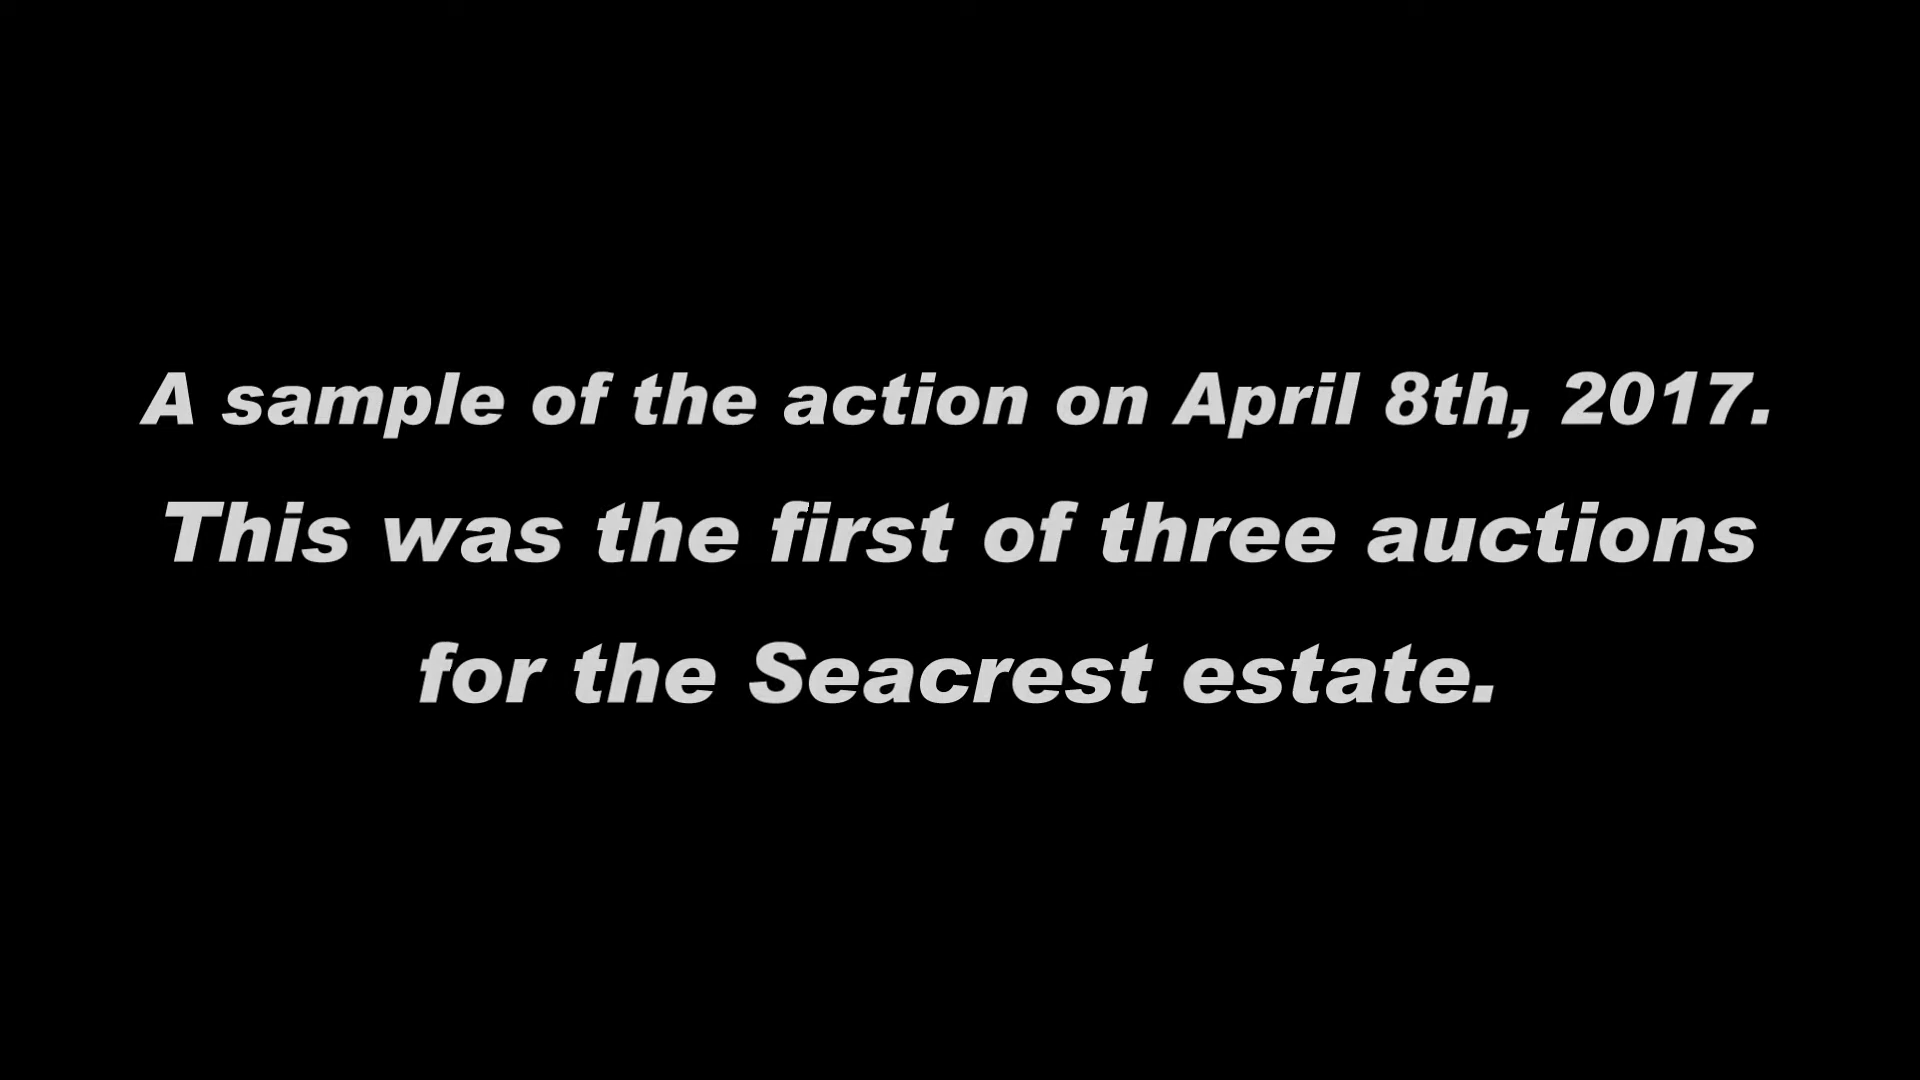 A sample of the action on April 8th, 2017.
This was the first of three auctions
for the Seacrest estate.